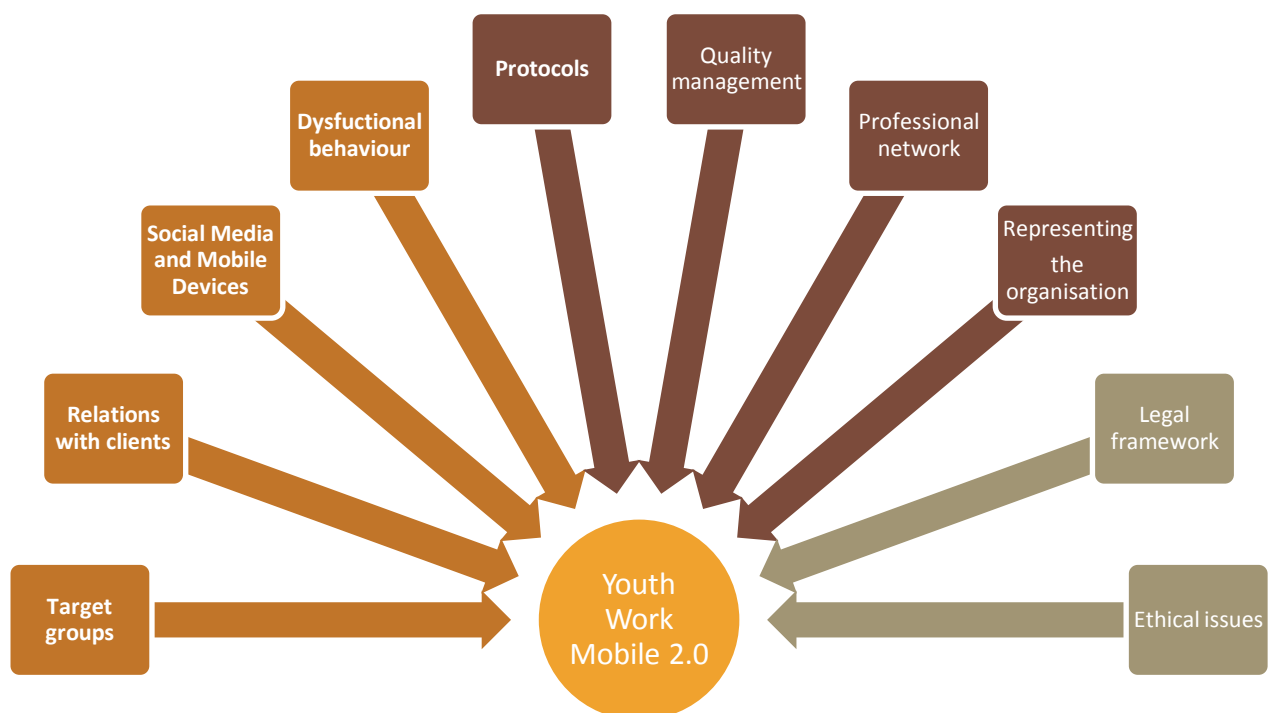 Protocols
Quality
management
Dysfuctional
behaviour
Professional
network
Social Media
and Mobile
Devices
Representing
the
organisation
Relations
with clients
Legal
framework
Target
groups
Youth
Work
Mobile 2.0
Ethical issues